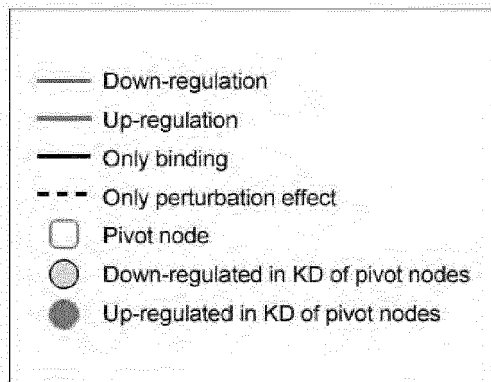 Down-regulation
Up-regulation
Only binding
Only perturbation effect
Pivot node
Down-regulated in KD of pivot nodes
Up-regulated in KD of pivot nodes